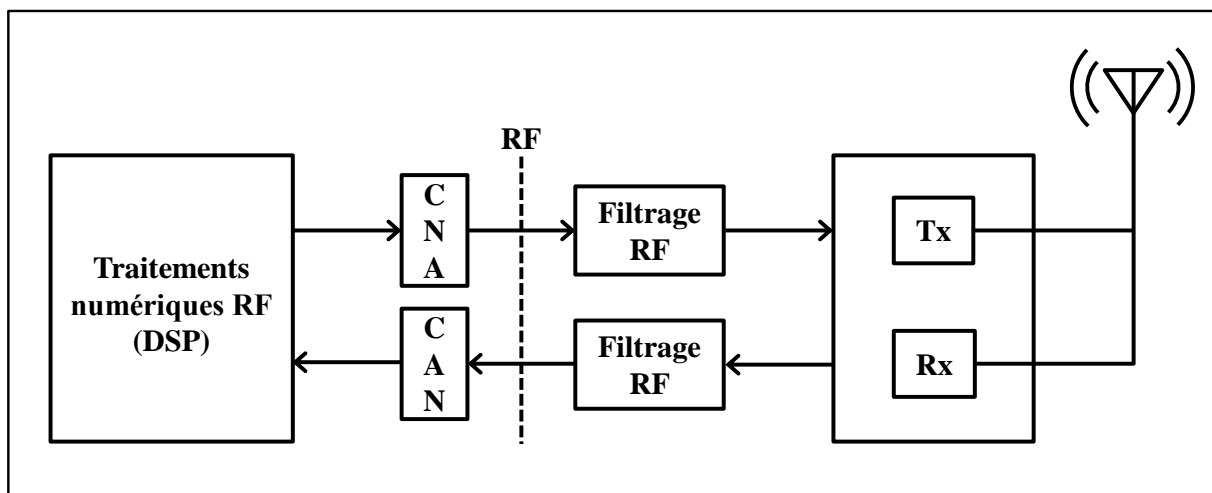 RF
Traitements
numériques RF
(DSP)
C
N
A
Filtrage
RF
Tx
C
A
N
Filtrage
RF
Rx